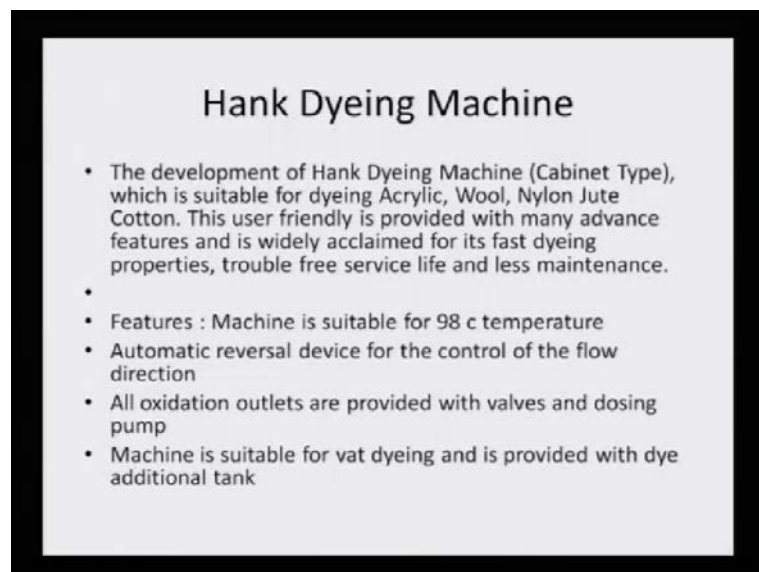 Hank Dyeing Machine
• The development of Hank Dyeing Machine (Cabinet Type),
which is suitable for dyeing Acrylic, Wool, Nylon Jute
Cotton. This user friendly is provided with many advance
features and is widely acclaimed for its fast dyeing
properties, trouble free service life and less maintenance.
•
• Features : Machine is suitable for 98 c temperature
• Automatic reversal device for the control of the flow
direction
• All oxidation outlets are provided with valves and dosing
pump
• Machine is suitable for vat dyeing and is provided with dye
additional tank